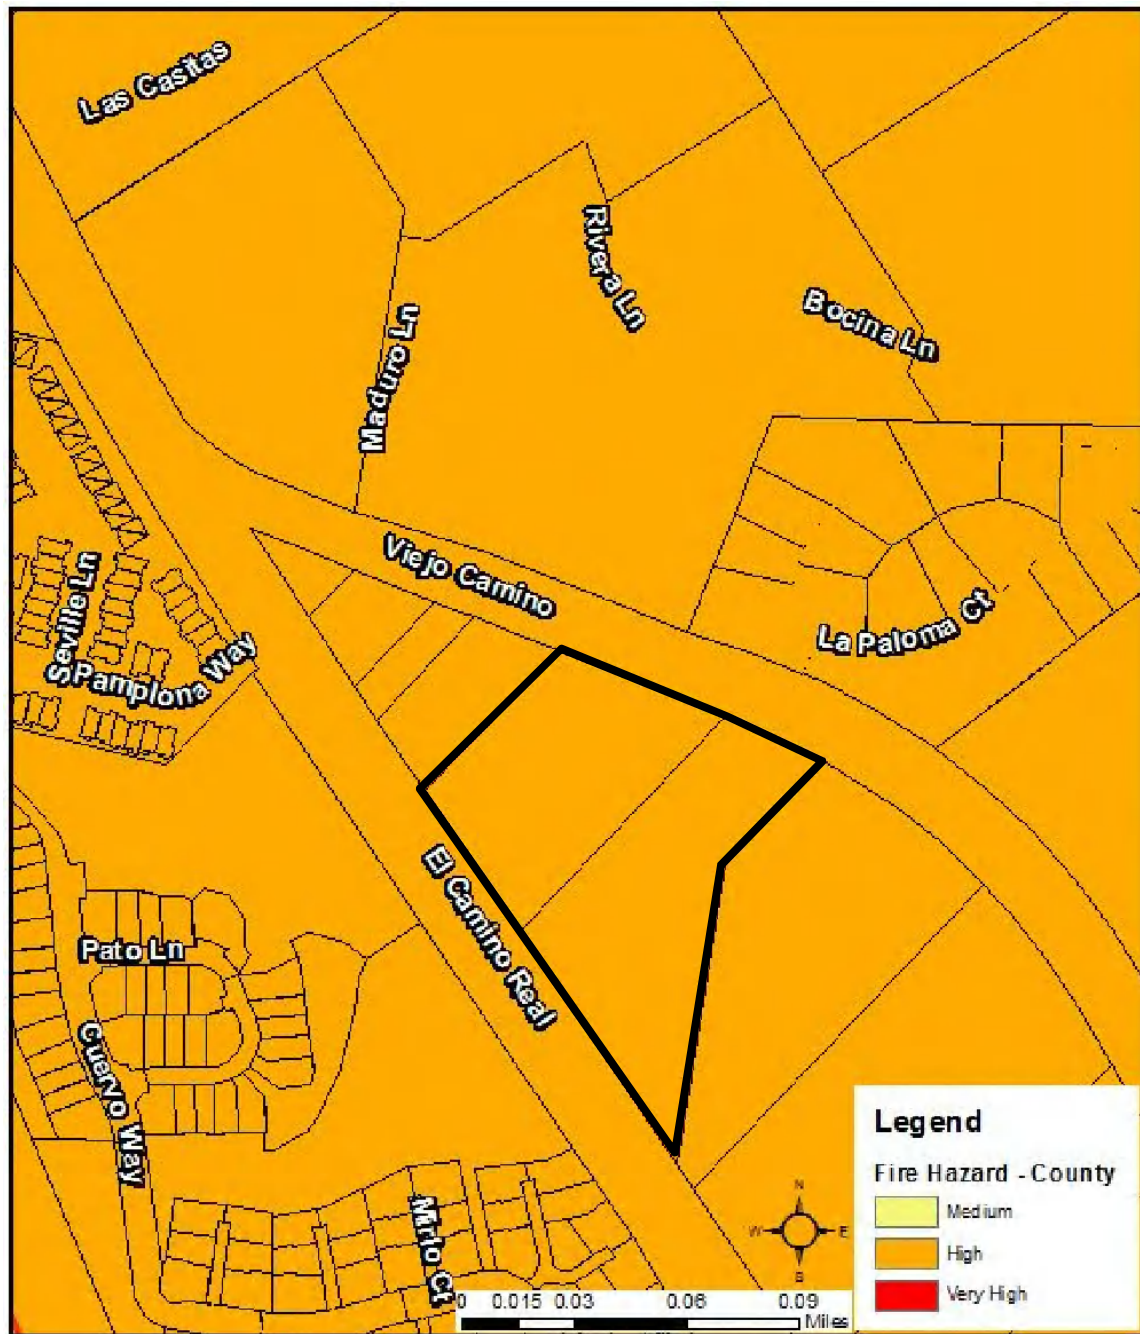 Las Casitas
Rivera Ln
Bocina Ln
Maduro Ln
Viejo Camino
Seville Ln
Pamplona Way
La Paloma Ct
El Camino Real
Pato Ln
Cuervo Way
Mirlo Ct
Legend
Fire Hazard - County
Medium
High
Very High
N
W E
S
0 0.015 0.03 0.06 0.09
Miles